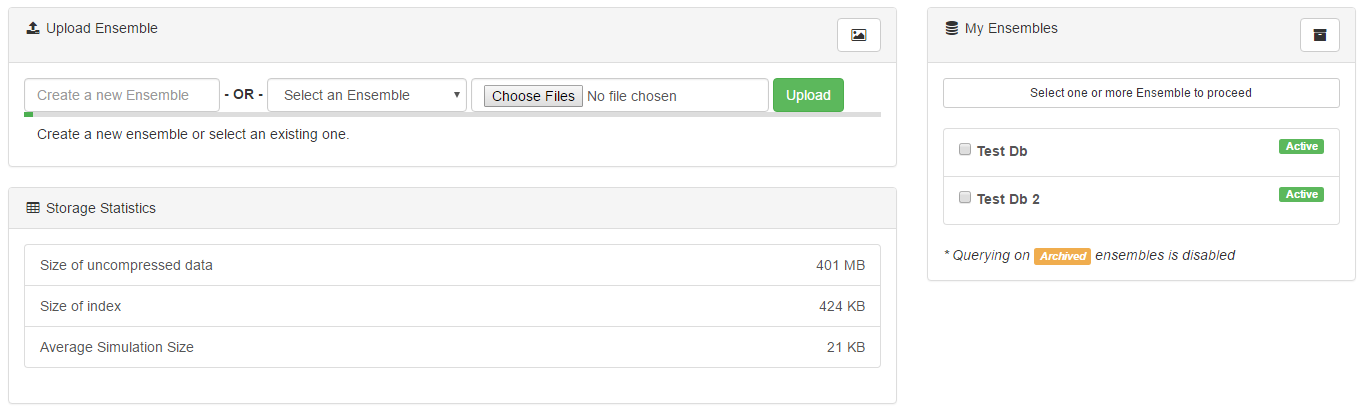 Upload Ensemble
Create a new Ensemble - OR - Select an Ensemble Choose Files No file chosen Upload
Create a new ensemble or select an existing one.
Storage Statistics
Size of uncompressed data 401 MB
Size of index 424 KB
Average Simulation Size 21 KB
My Ensembles
Select one or more Ensemble to proceed
Test Db Active
Test Db 2 Active
* Querying on Archived ensembles is disabled